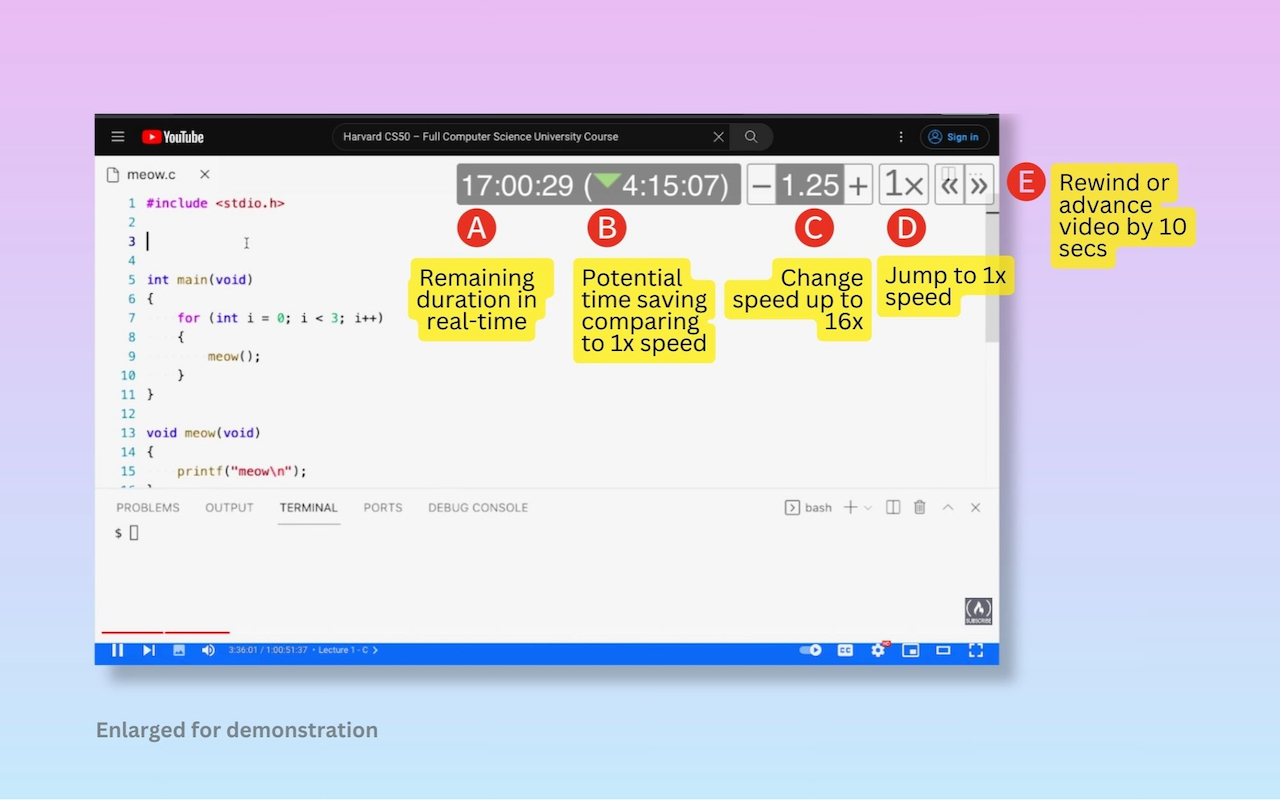 YouTube
Harvard CS50 – Full Computer Science University Course
Sign in
meow.c
17:00:29 (4:15:07) − 1.25 + 1× « »
E
Rewind or
advance
video by 10
secs
A
Remaining
duration in
real-time
B
Potential
time saving
comparing
to 1x speed
C
Change
speed up to
16x
D
Jump to 1x
speed
1 #include <stdio.h>
2
3
4
5 int main(void)
6 {
7 for (int i = 0; i < 3; i++)
8 {
9 meow();
10 }
11 }
12
13 void meow(void)
14 {
15 printf("meow\n");
PROBLEMS OUTPUT TERMINAL PORTS DEBUG CONSOLE
bash
$
SUBSCRIBE
3:36:01 / 1:00:51:37 • Lecture 1 - C
CC
Enlarged for demonstration